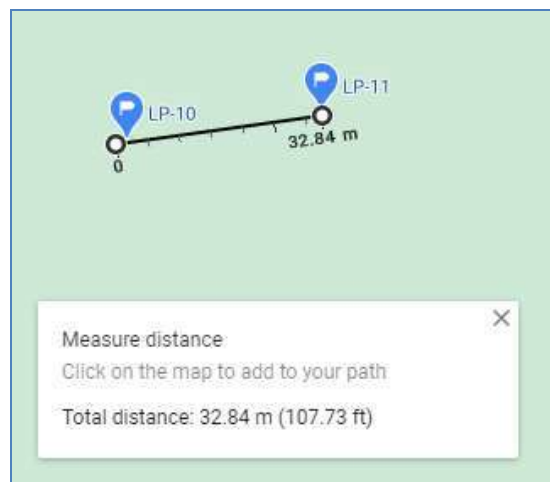 LP-11
LP-10
32.84 m
0
Measure distance
Click on the map to add to your path
Total distance: 32.84 m (107.73 ft)